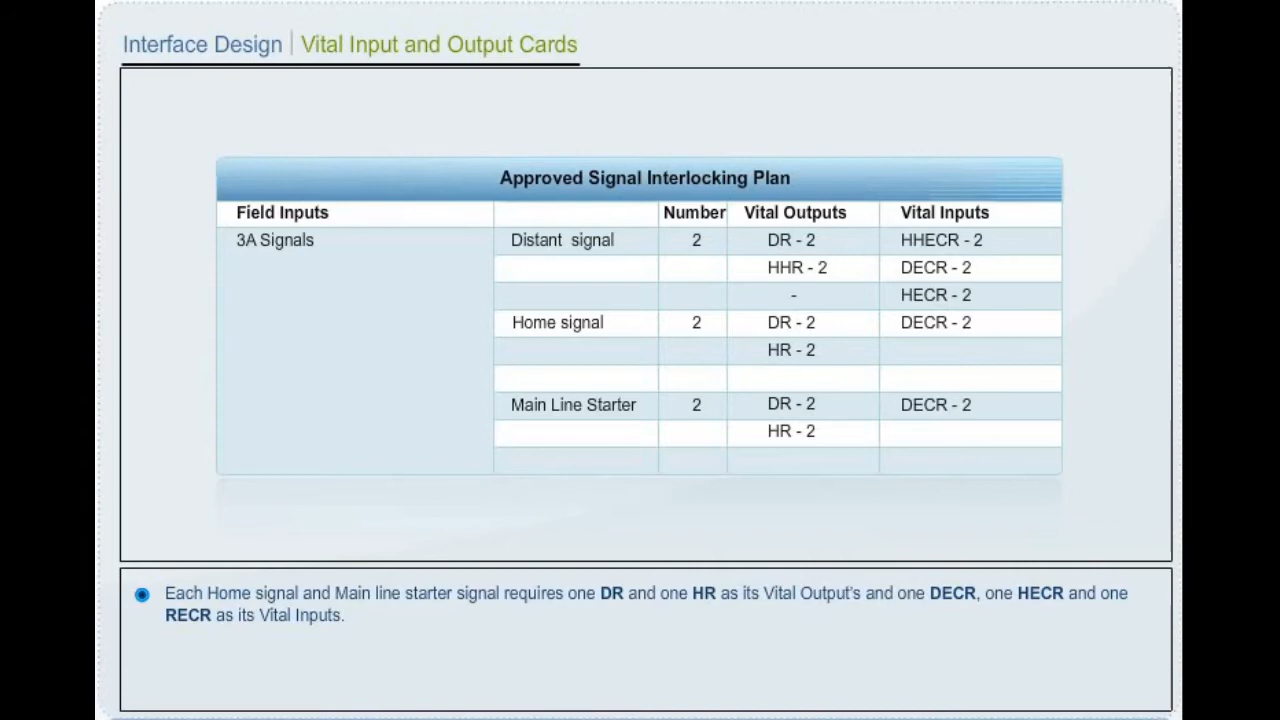 Interface Design | Vital Input and Output Cards
Approved Signal Interlocking Plan
Field Inputs Number Vital Outputs Vital Inputs
3A Signals Distant signal 2 DR - 2 HHECR - 2
HHR - 2 DECR - 2
- HECR - 2
Home signal 2 DR - 2 DECR - 2
HR - 2
Main Line Starter 2 DR - 2 DECR - 2
HR - 2
Each Home signal and Main line starter signal requires one DR and one HR as its Vital Output's and one DECR, one HECR and one
RECR as its Vital Inputs.